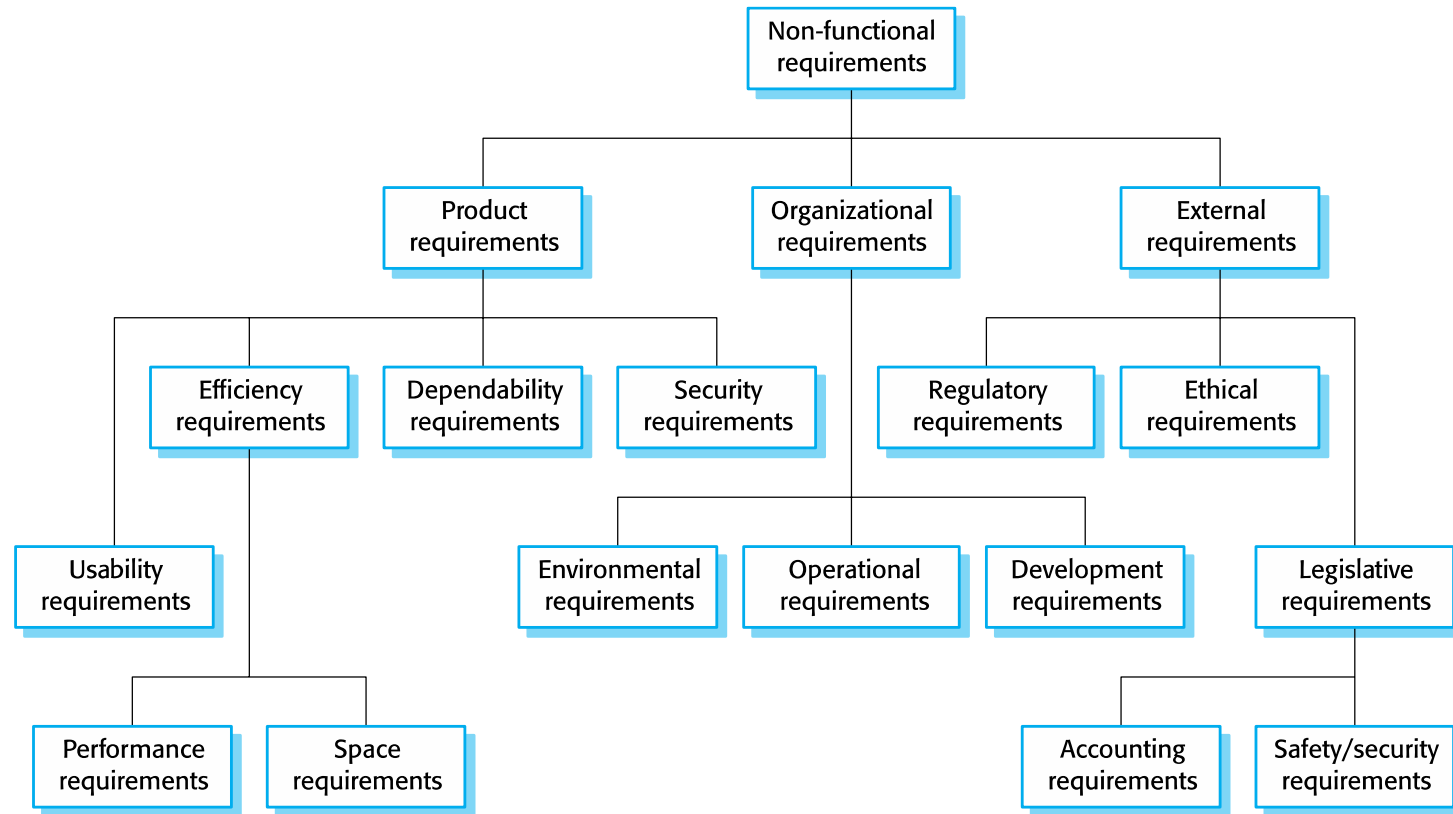 Non-functional
requirements
Product
requirements
Organizational
requirements
External
requirements
Efficiency
requirements
Dependability
requirements
Security
requirements
Regulatory
requirements
Ethical
requirements
Usability
requirements
Environmental
requirements
Operational
requirements
Development
requirements
Legislative
requirements
Performance
requirements
Space
requirements
Accounting
requirements
Safety/security
requirements